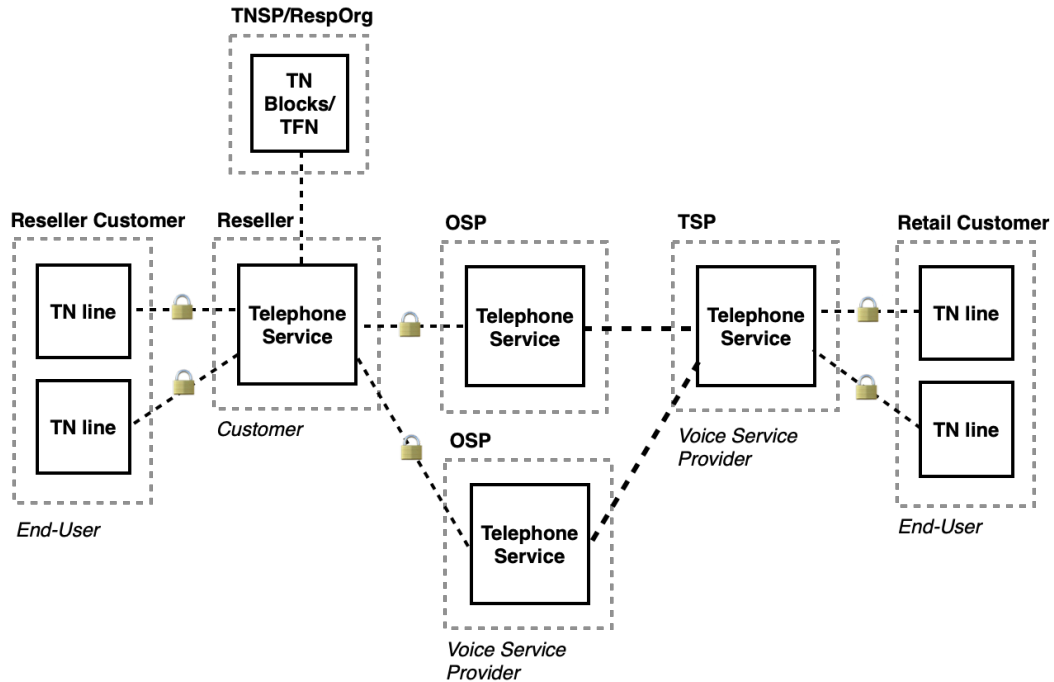 TNSP/RespOrg
TN
Blocks/
TFN
Reseller Customer
TN line
TN line
End-User
Reseller
Telephone
Service
Customer
OSP
Telephone
Service
OSP
Telephone
Service
Voice Service
Provider
TSP
Telephone
Service
Voice Service
Provider
Retail Customer
TN line
TN line
End-User